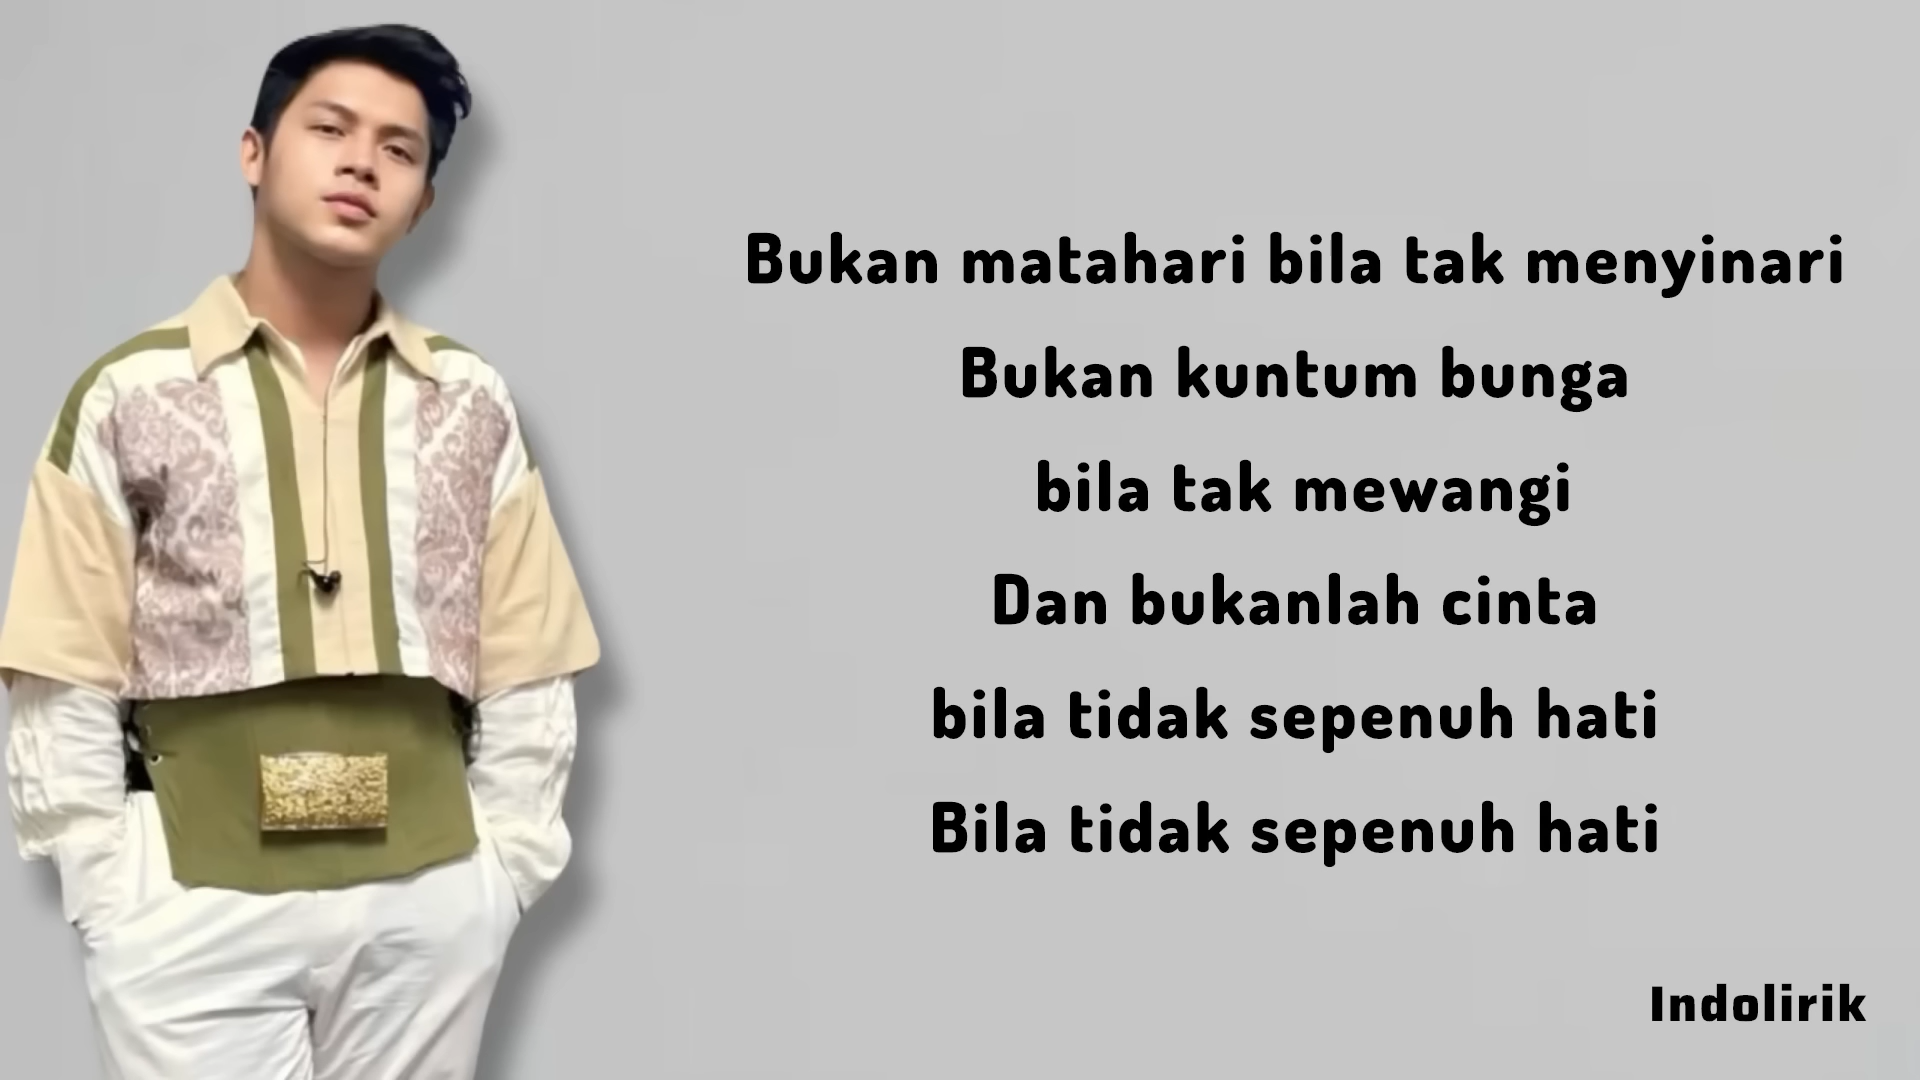 Bukan matahari bila tak menyinari
Bukan kuntum bunga
bila tak mewangi
Dan bukanlah cinta
bila tidak sepenuh hati
Bila tidak sepenuh hati
Indolirik